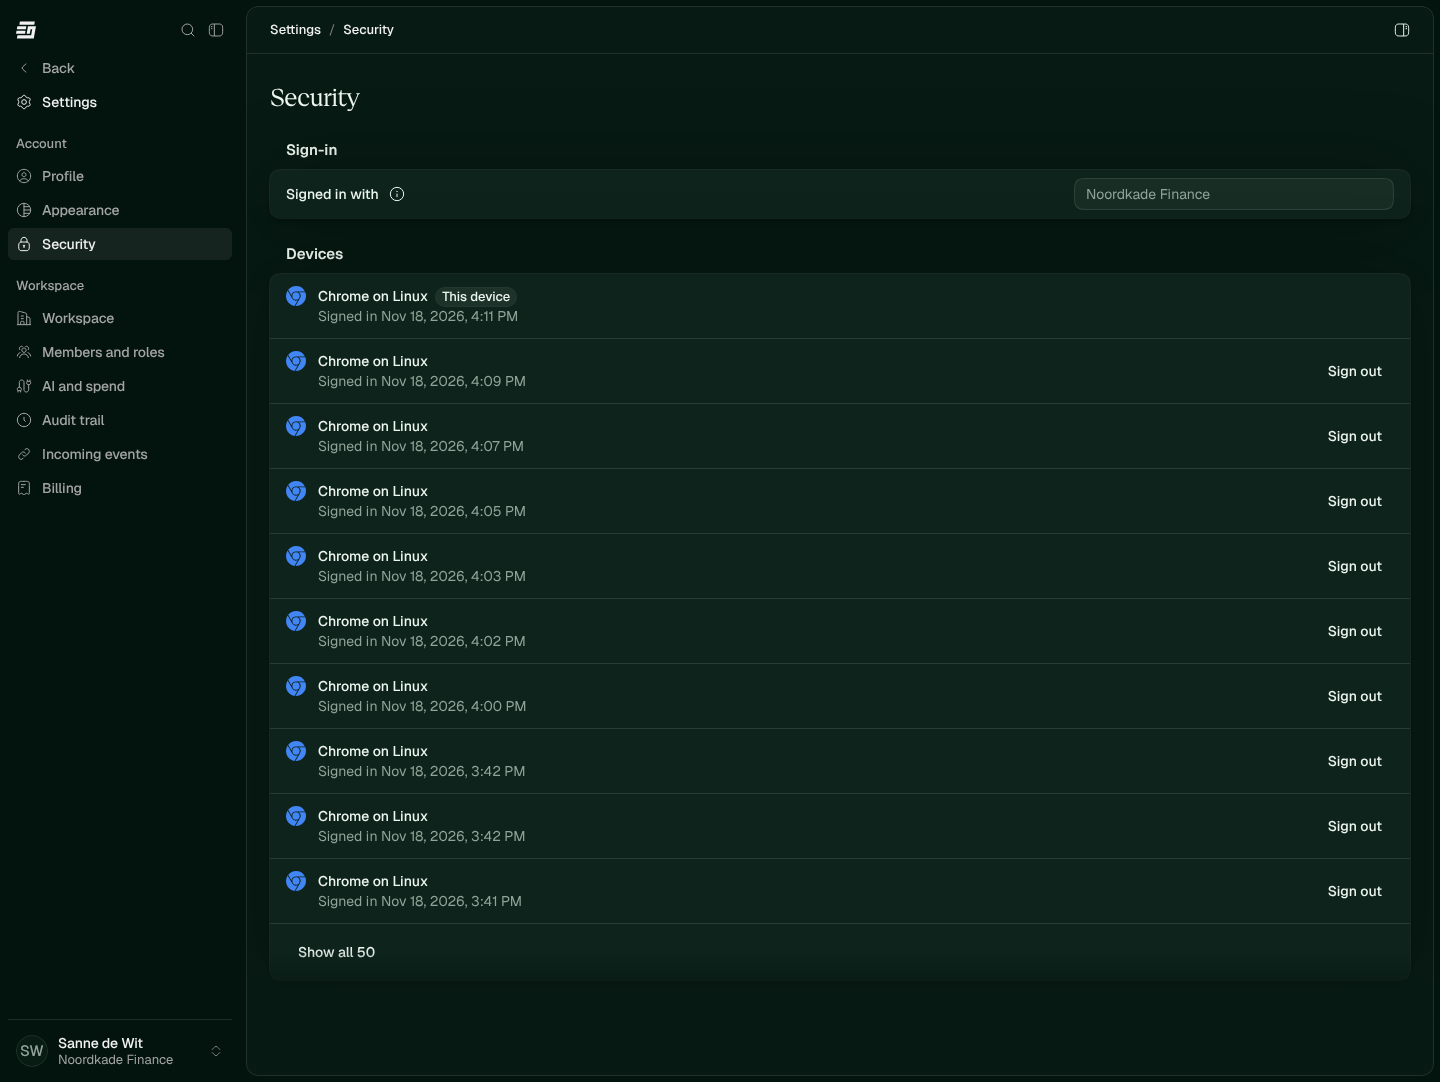 Back
Settings
Account
Profile
Appearance
Security
Workspace
Workspace
Members and roles
AI and spend
Audit trail
Incoming events
Billing
SW
Sanne de Wit
Noordkade Finance
Settings / Security
Security
Sign-in
Signed in with
Noordkade Finance
Devices
Chrome on Linux This device
Signed in Nov 18, 2026, 4:11 PM
Chrome on Linux
Signed in Nov 18, 2026, 4:09 PM
Sign out
Chrome on Linux
Signed in Nov 18, 2026, 4:07 PM
Sign out
Chrome on Linux
Signed in Nov 18, 2026, 4:05 PM
Sign out
Chrome on Linux
Signed in Nov 18, 2026, 4:03 PM
Sign out
Chrome on Linux
Signed in Nov 18, 2026, 4:02 PM
Sign out
Chrome on Linux
Signed in Nov 18, 2026, 4:00 PM
Sign out
Chrome on Linux
Signed in Nov 18, 2026, 3:42 PM
Sign out
Chrome on Linux
Signed in Nov 18, 2026, 3:42 PM
Sign out
Chrome on Linux
Signed in Nov 18, 2026, 3:41 PM
Sign out
Show all 50